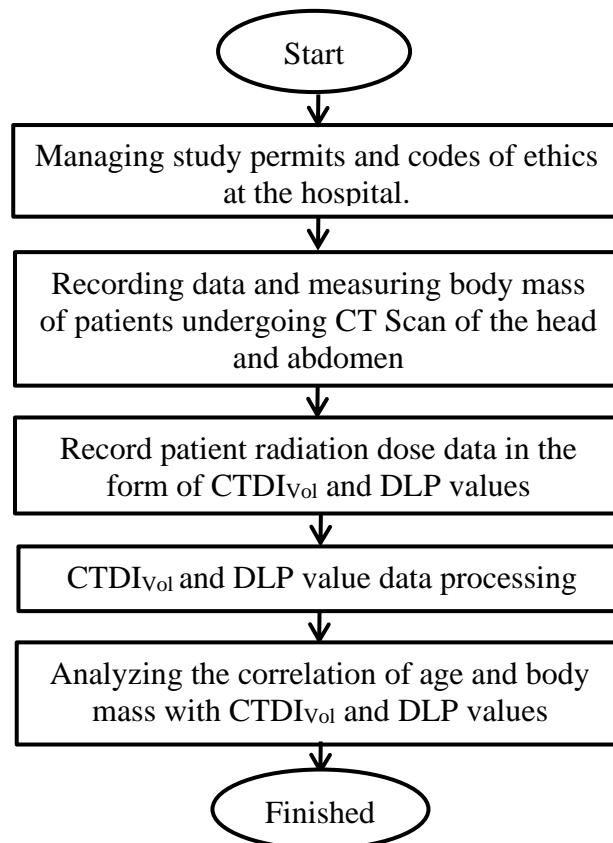 Start
Managing study permits and codes of ethics
at the hospital.
Recording data and measuring body mass
of patients undergoing CT Scan of the head
and abdomen
Record patient radiation dose data in the
form of CTDIVol and DLP values
CTDIVol and DLP value data processing
Analyzing the correlation of age and body
mass with CTDIVol and DLP values
Finished